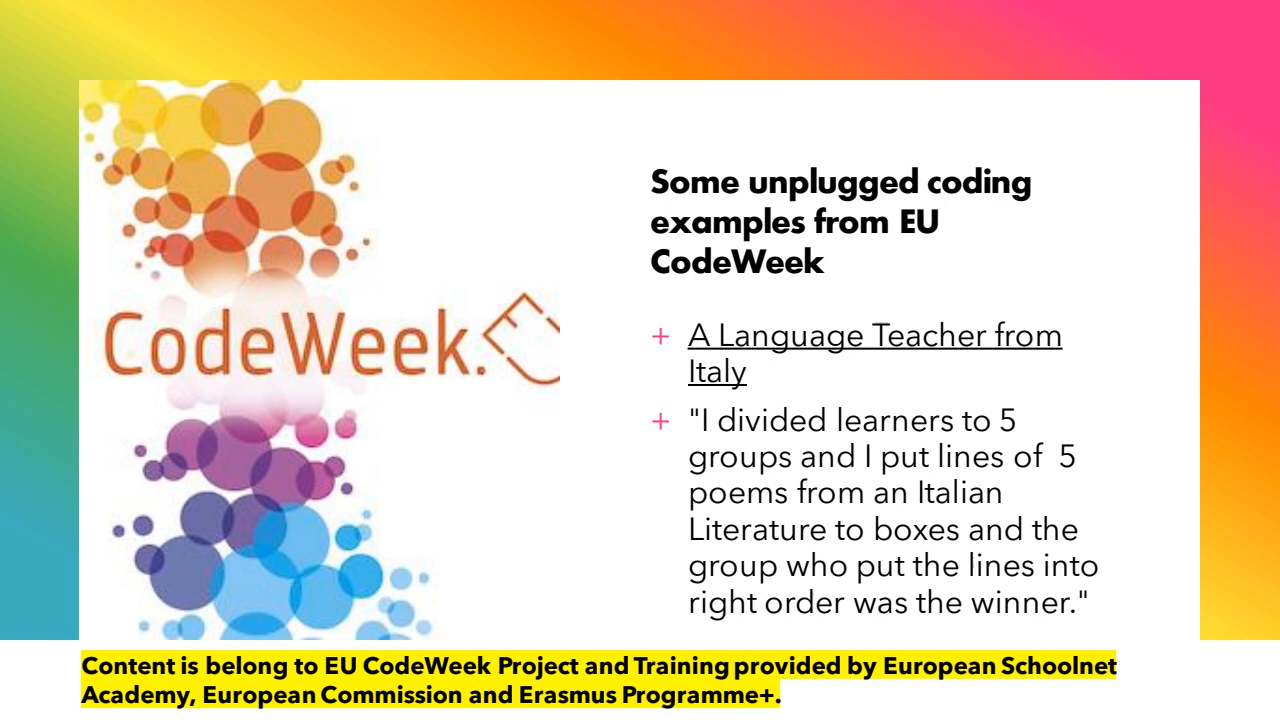 CodeWeek.
Some unplugged coding
examples from EU
CodeWeek
+ A Language Teacher from
Italy
+ "I divided learners to 5
groups and I put lines of  5
poems from an Italian
Literature to boxes and the
group who put the lines into
right order was the winner."
Content is belong to EU CodeWeek Project and Training provided by European Schoolnet
Academy, European Commission and Erasmus Programme+.